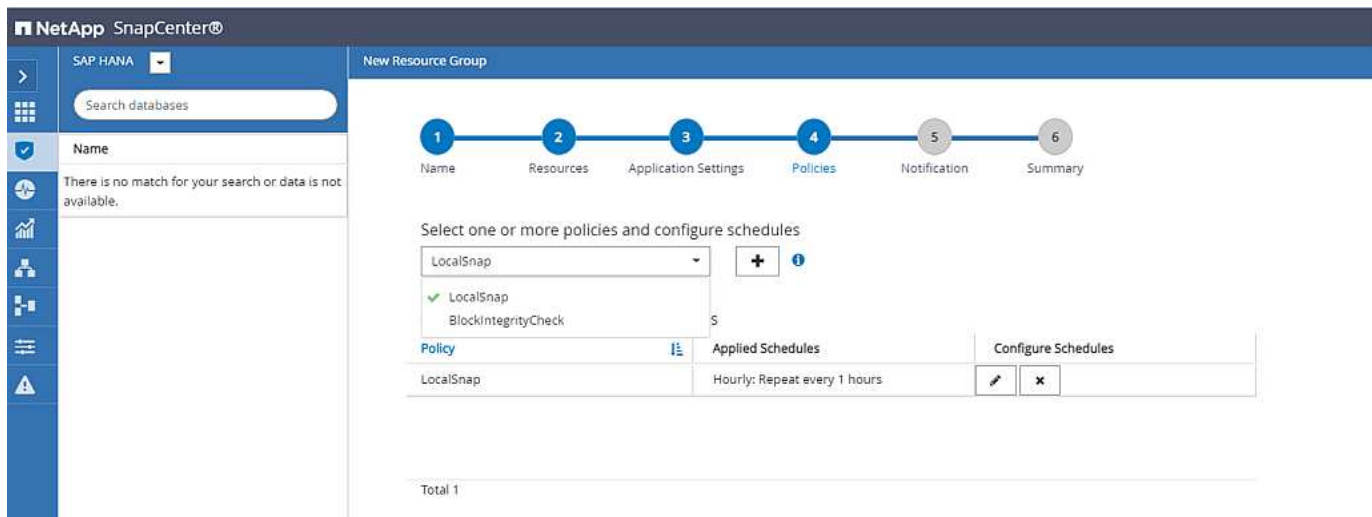 NetApp SnapCenter®
SAP HANA
New Resource Group
Search databases
Name
There is no match for your search or data is not
available.
1 2 3 4 5 6
Name Resources Application Settings Policies Notification Summary
Select one or more policies and configure schedules
LocalSnap
LocalSnap
BlockIntegrityCheck
s
Policy Applied Schedules Configure Schedules
LocalSnap Hourly: Repeat every 1 hours
Total 1